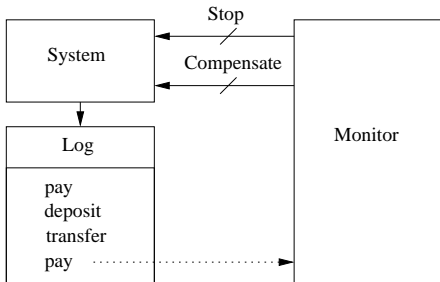 Stop
System
Compensate
Log
Monitor
pay
deposit
transfer
pay